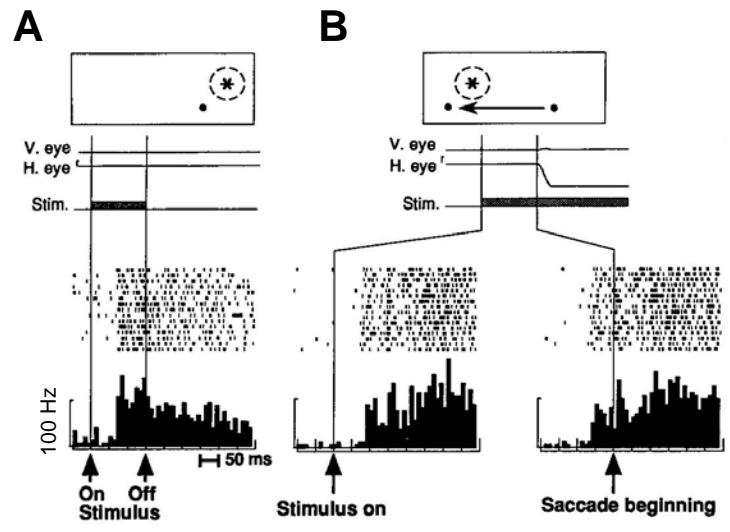 A
B
V. eye
H. eye r
Stim.
V. eye
H. eye r
Stim.
100 Hz
50 ms
On Off
Stimulus
Stimulus on
Saccade beginning